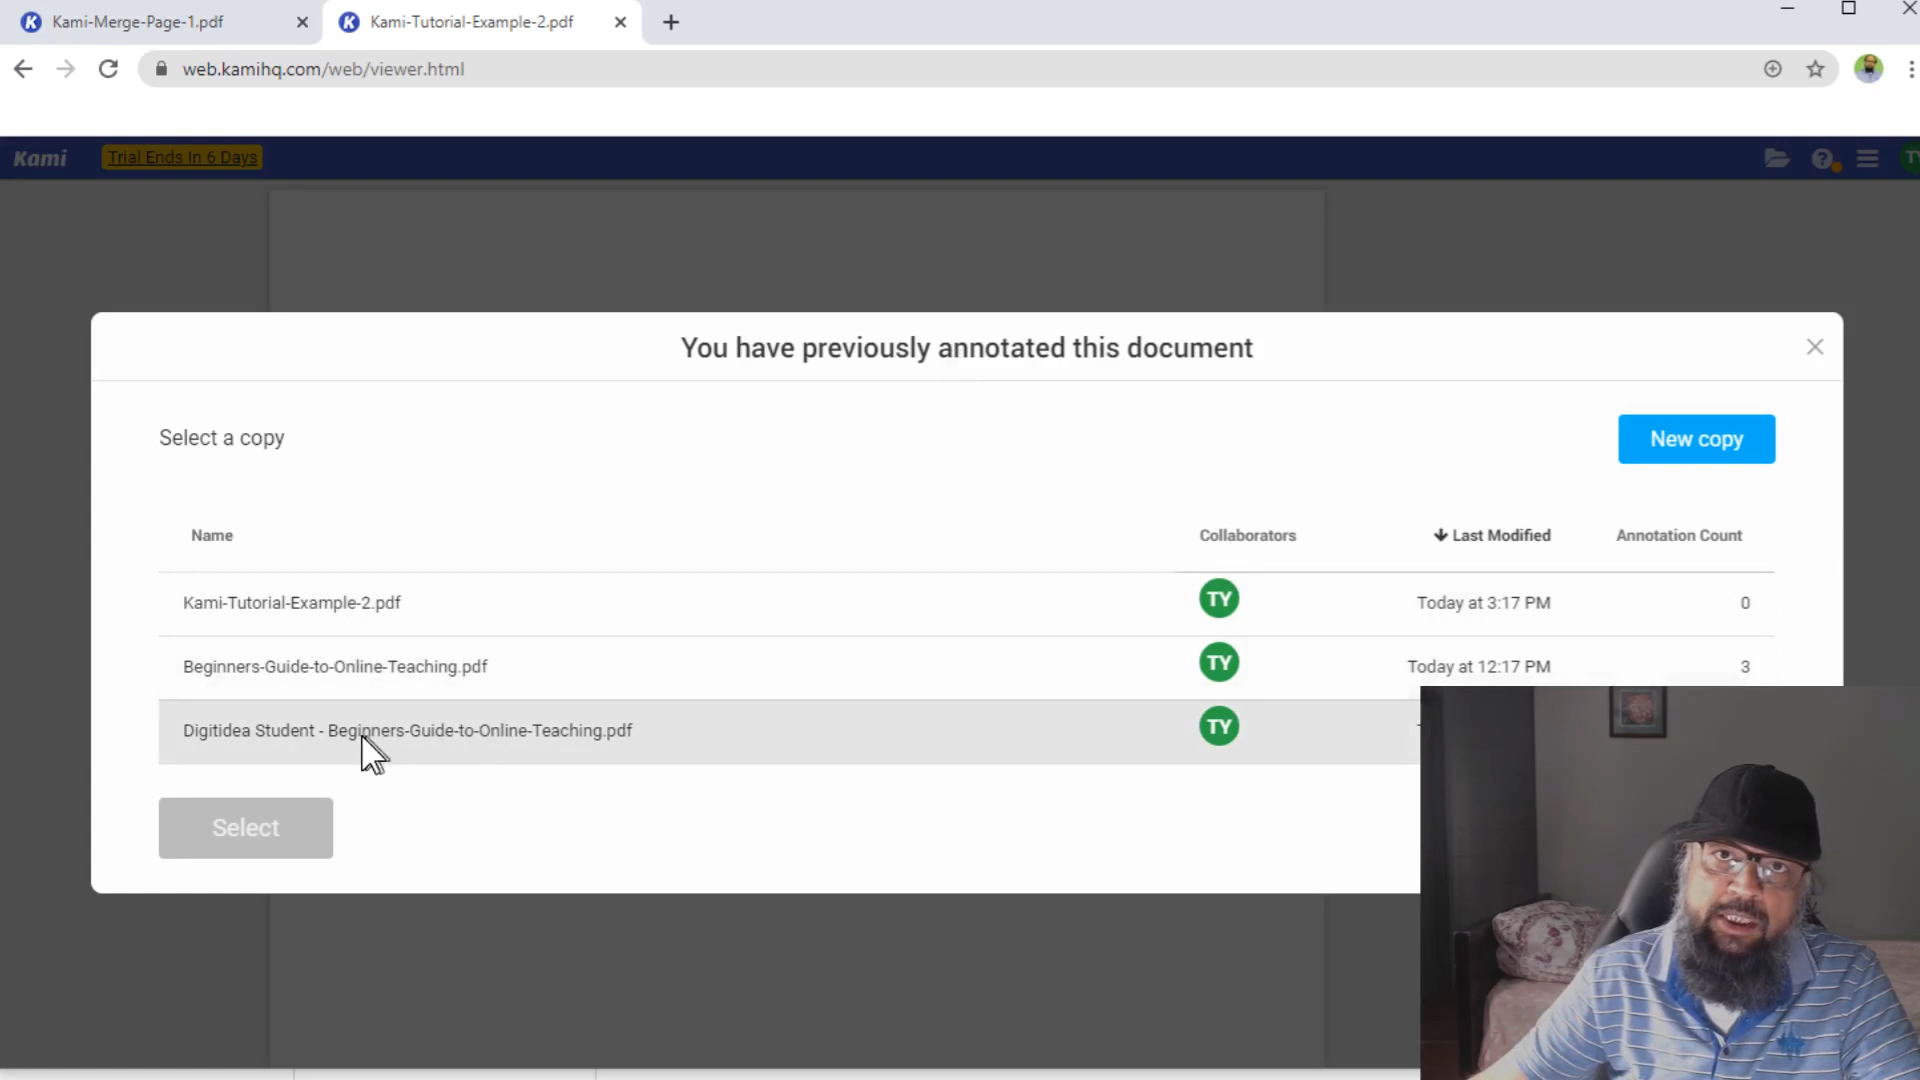 Kami-Merge-Page-1.pdf
Kami-Tutorial-Example-2.pdf
web.kamihq.com/web/viewer.html
Kami
Trial Ends In 6 Days
TY
You have previously annotated this document
Select a copy
New copy
Name
Collaborators
Last Modified
Annotation Count
Kami-Tutorial-Example-2.pdf
TY
Today at 3:17 PM
0
Beginners-Guide-to-Online-Teaching.pdf
TY
Today at 12:17 PM
3
Digitidea Student - Beginners-Guide-to-Online-Teaching.pdf
TY
Select